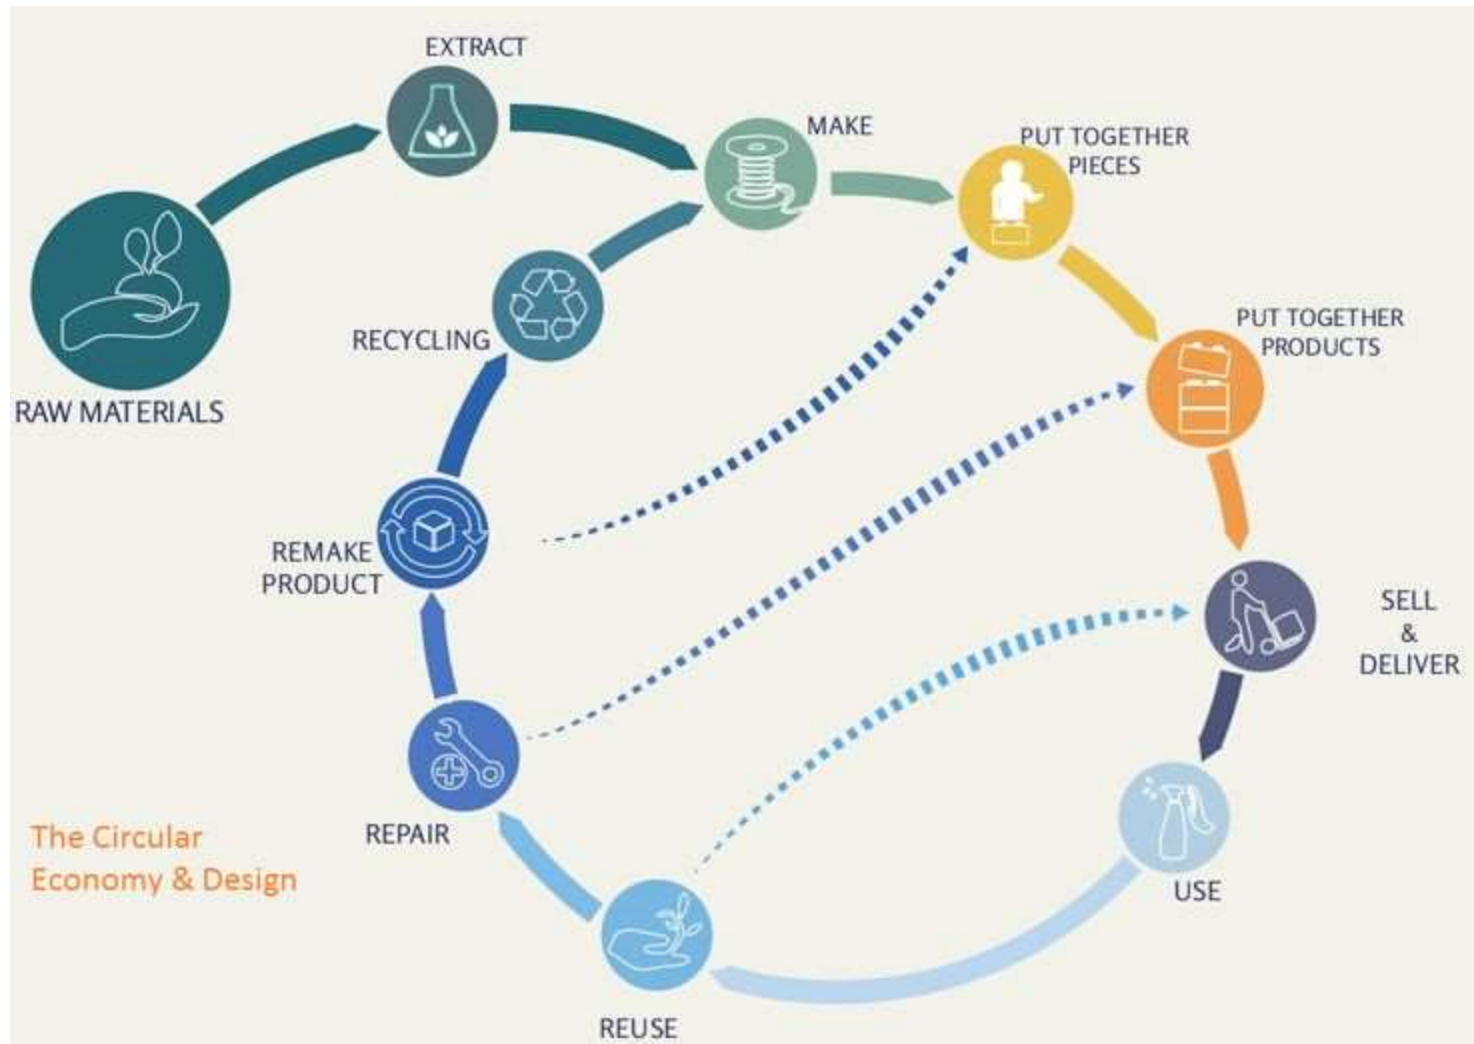 EXTRACT
MAKE
PUT TOGETHER
PIECES
RAW MATERIALS
RECYCLING
PUT TOGETHER
PRODUCTS
REMAKE
PRODUCT
SELL
&
DELIVER
REPAIR
USE
REUSE
The Circular
Economy & Design